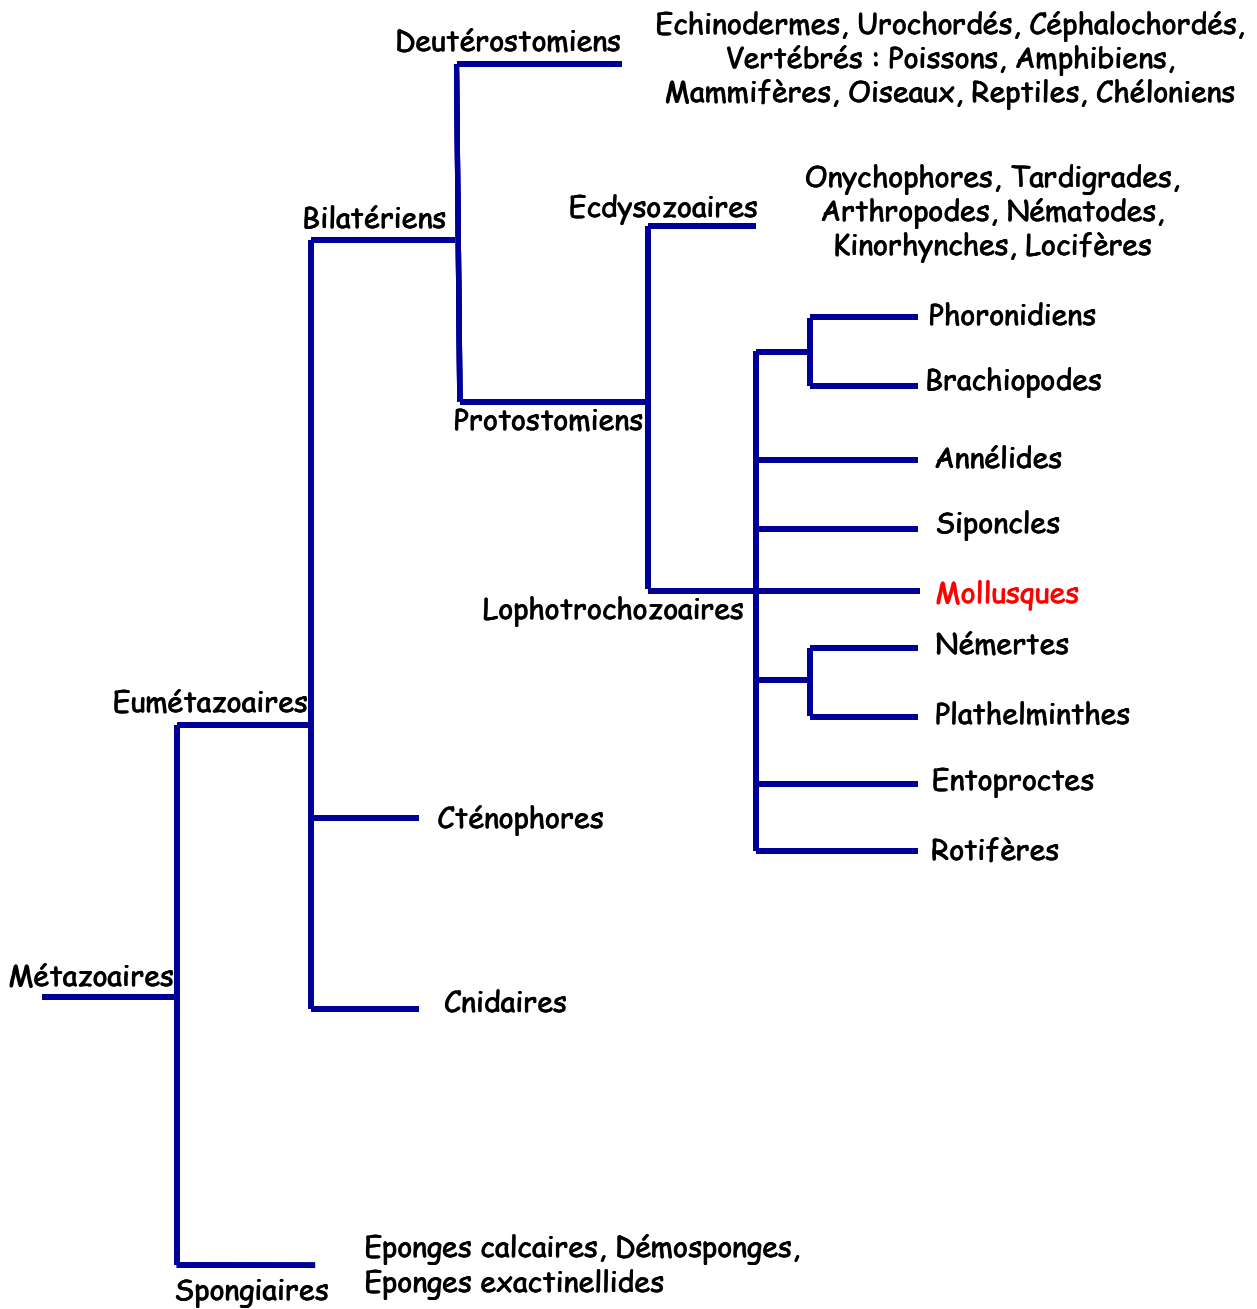 Deutérostomiens
Echinodermes, Urochordés, Céphalochordés,
Vertébrés : Poissons, Amphibiens,
Mammifères, Oiseaux, Reptiles, Chéloniens
Bilatériens
Ecdysozoaires
Onychophores, Tardigrades,
Arthropodes, Nématodes,
Kinorhynches, Locifères
Phoronidiens
Brachiopodes
Protostomiens
Annélides
Siponcles
Mollusques
Lophotrochozoaires
Némertes
Eumétazoaires
Plathelminthes
Entoproctes
Cténophores
Rotifères
Métazoaires
Cnidaires
Eponges calcaires, Démosponges,
Eponges exactinellides
Spongiaires